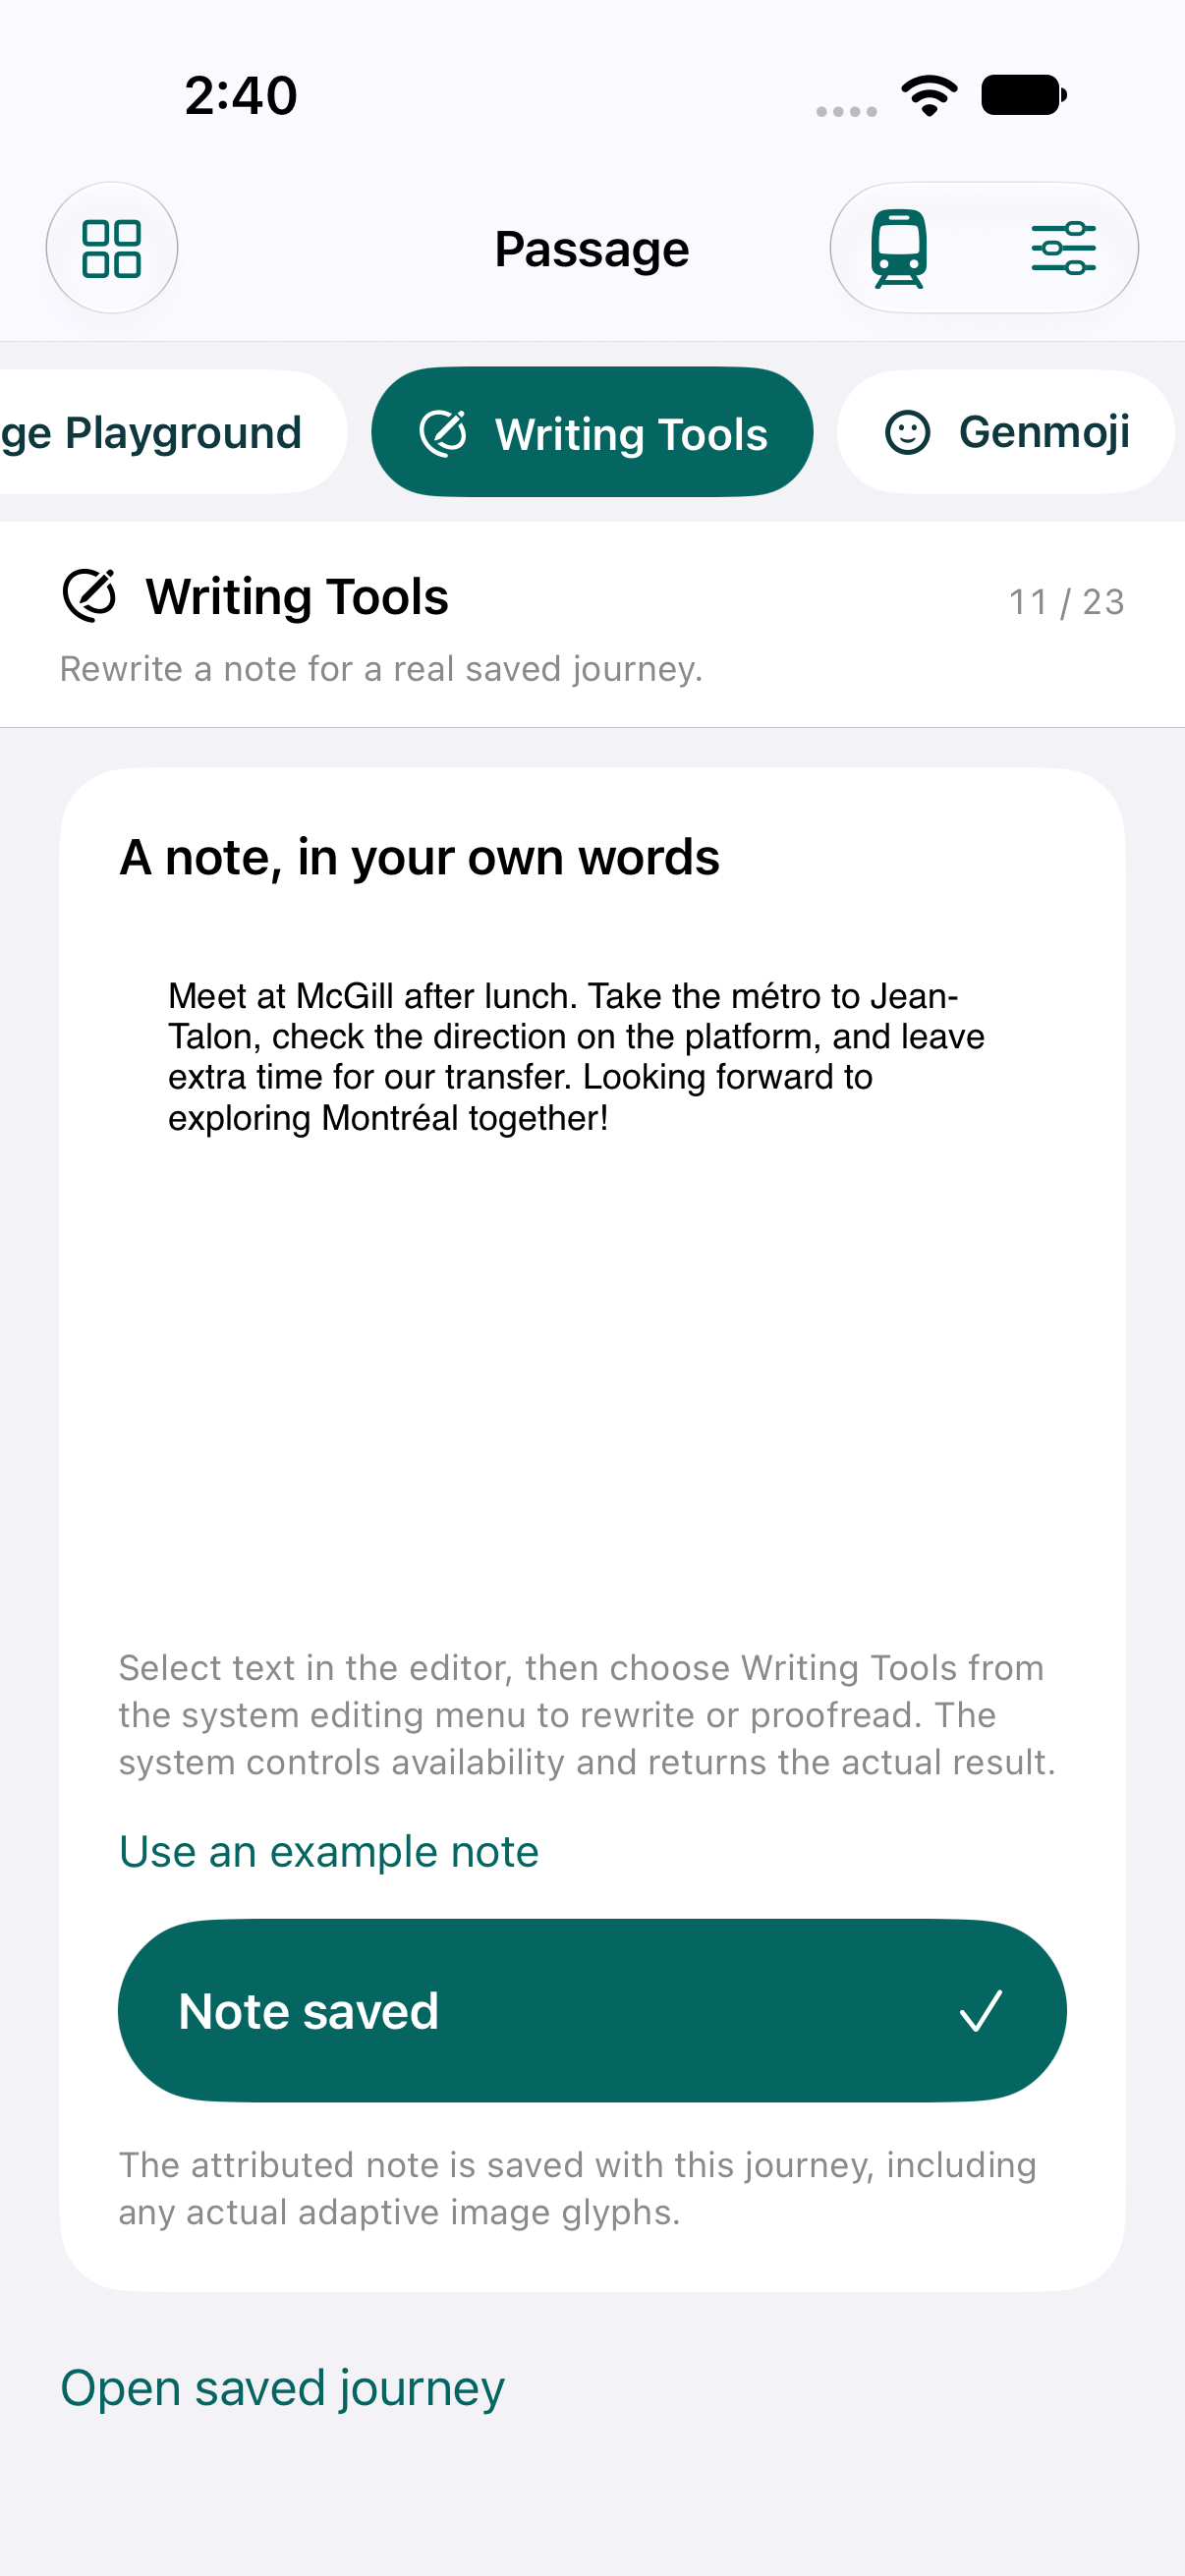 2:40
Passage
ge Playground
Writing Tools
Genmoji
Writing Tools
11 / 23
Rewrite a note for a real saved journey.
A note, in your own words
Meet at McGill after lunch. Take the métro to Jean-
Talon, check the direction on the platform, and leave
extra time for our transfer. Looking forward to
exploring Montréal together!
Select text in the editor, then choose Writing Tools from
the system editing menu to rewrite or proofread. The
system controls availability and returns the actual result.
Use an example note
Note saved
The attributed note is saved with this journey, including
any actual adaptive image glyphs.
Open saved journey